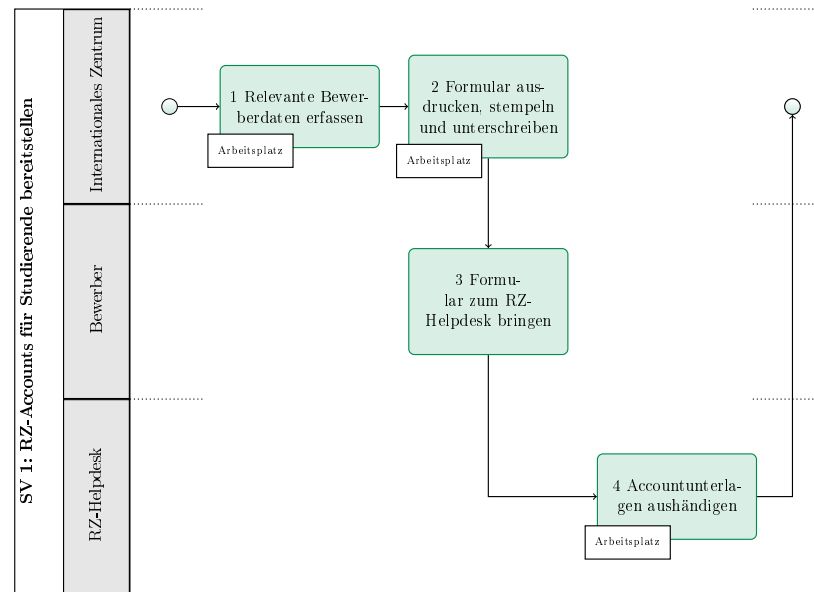 SV 1: RZ-Accounts für Studierende bereitstellen
Internationales Zentrum
1 Relevante Bewer-
berdaten erfassen
Arbeitsplatz
2 Formular aus-
drucken, stempeln
und unterschreiben
Arbeitsplatz
Bewerber
3 Formu-
lar zum RZ-
Helpdesk bringen
RZ-Helpdesk
4 Accountunterla-
gen aushändigen
Arbeitsplatz